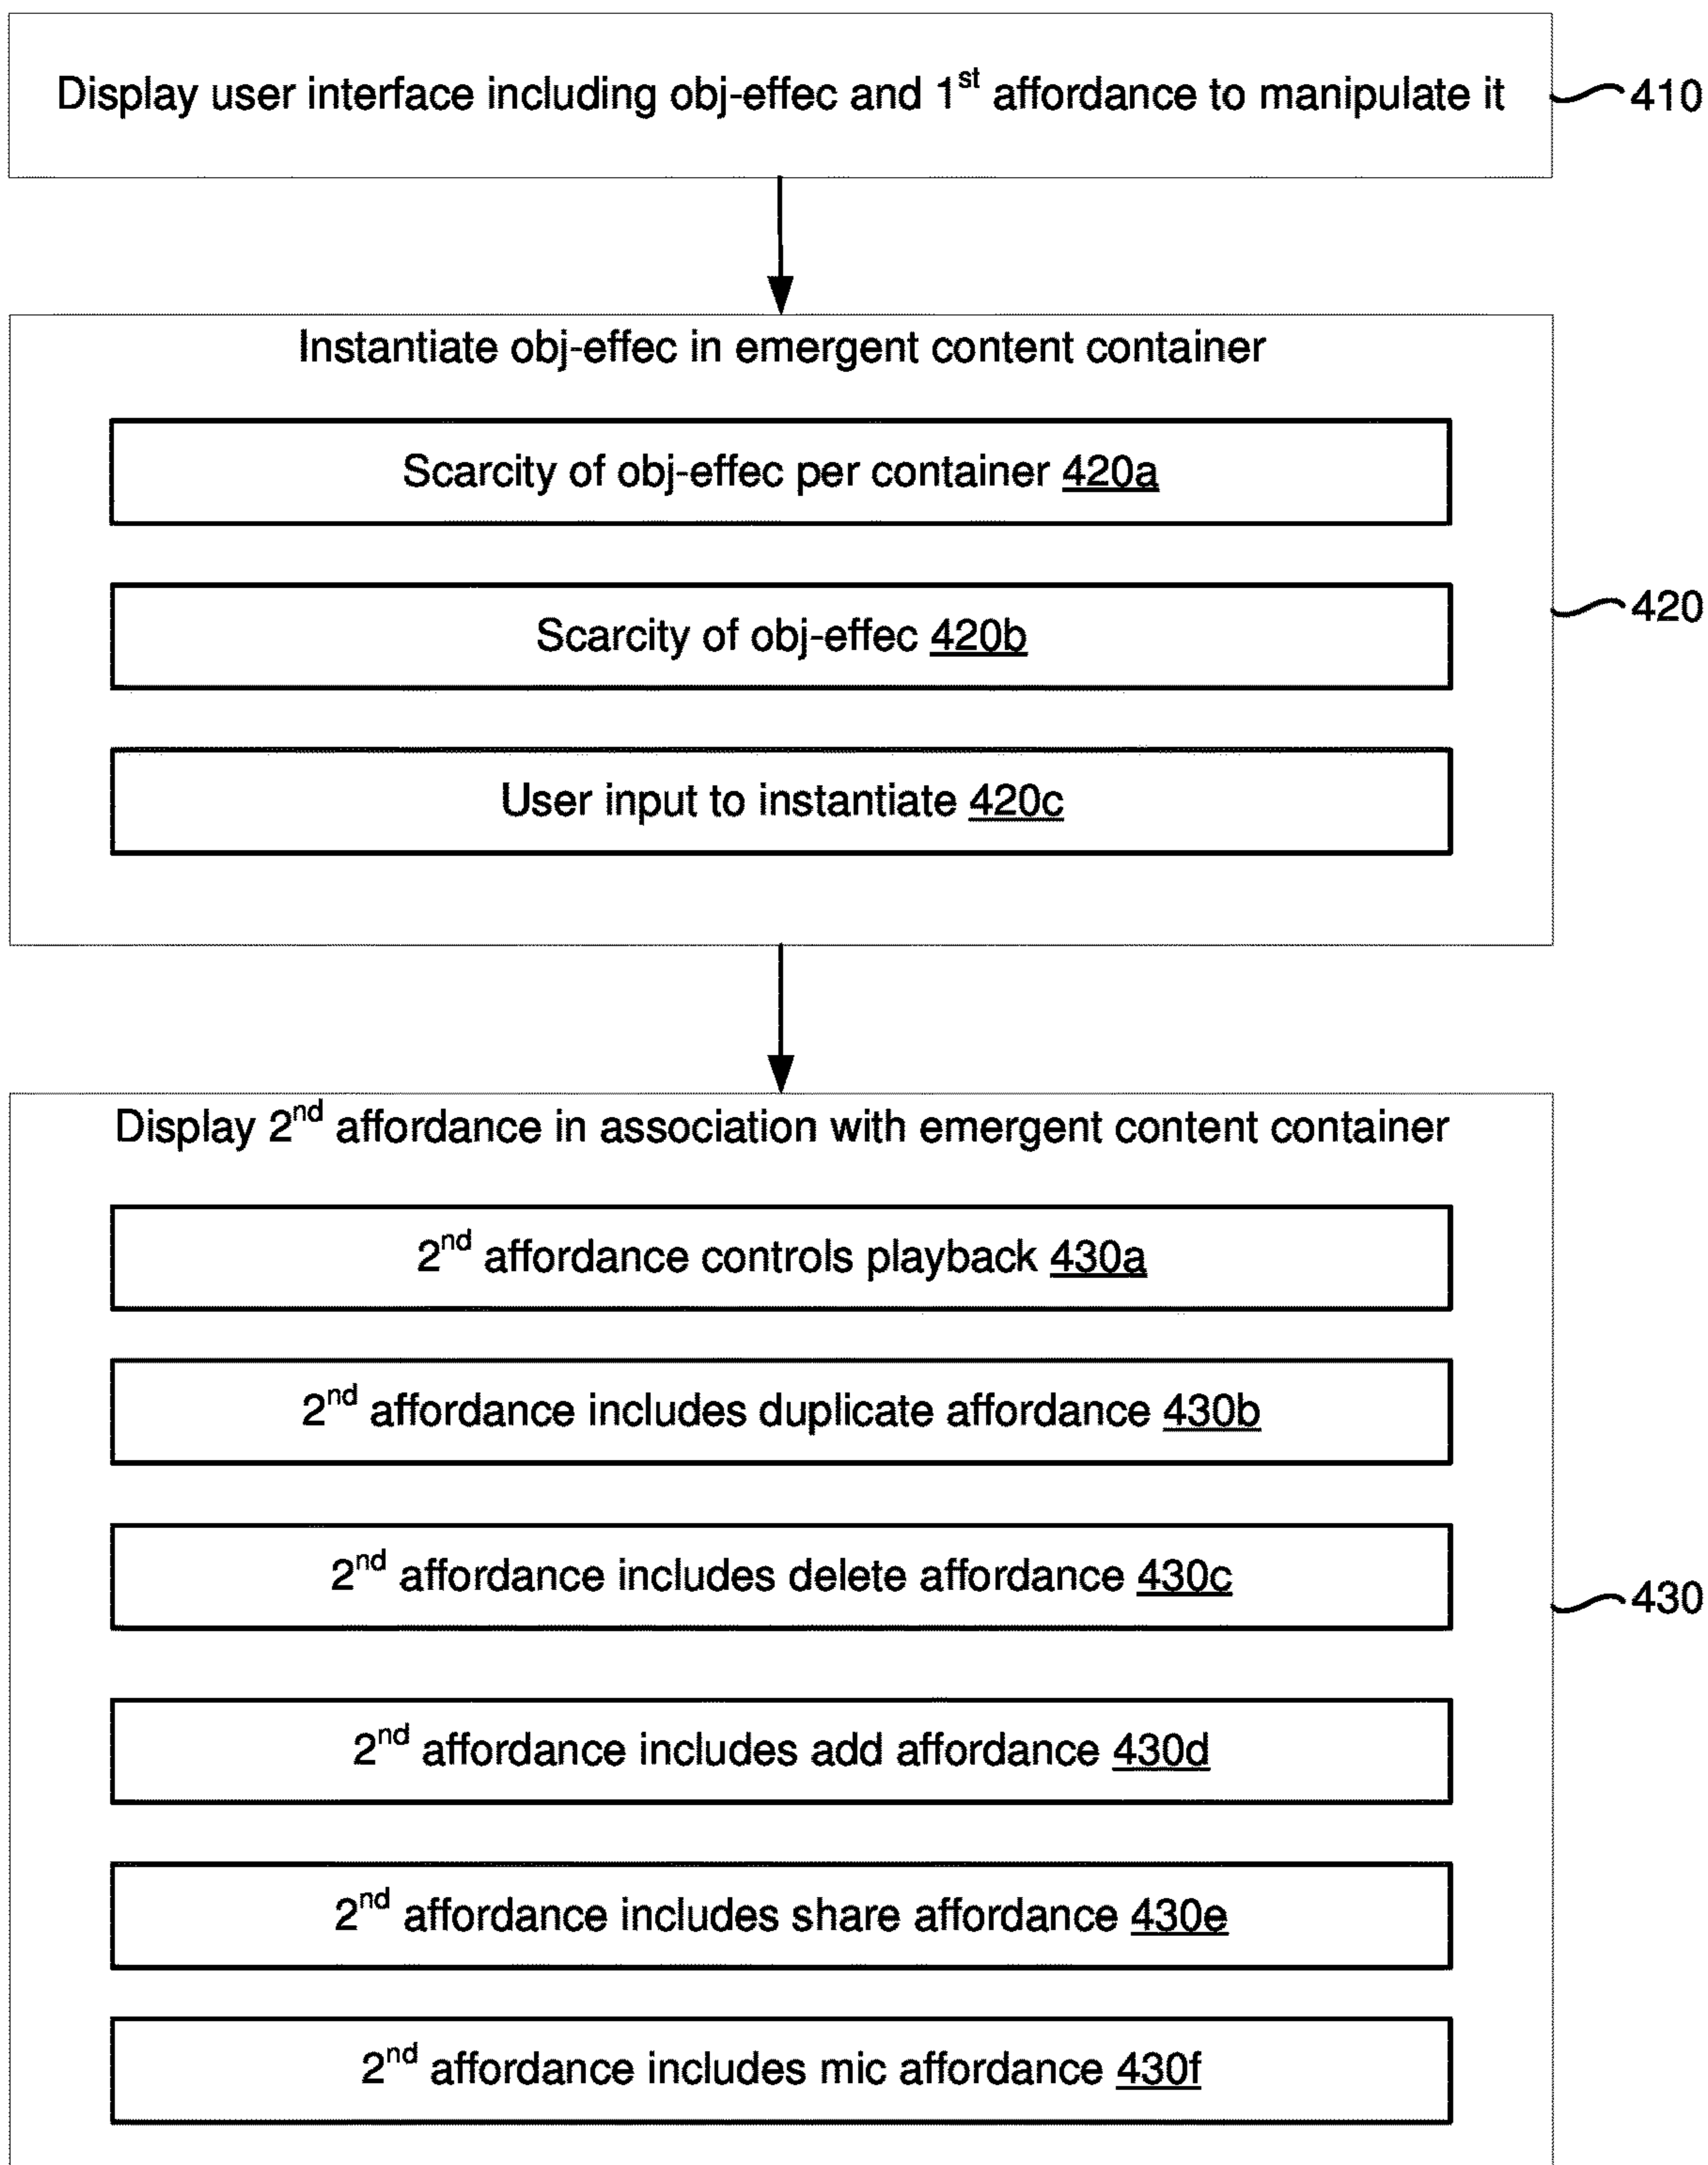 Display user interface including obj-effec and 1st affordance to manipulate it
410
Instantiate obj-effec in emergent content container
Scarcity of obj-effec per container 420a
Scarcity of obj-effec 420b
420
User input to instantiate 420c
Display 2nd affordance in association with emergent content container
2nd affordance controls playback 430a
2nd affordance includes duplicate affordance 430b
2nd affordance includes delete affordance 430c
430
2nd affordance includes add affordance 430d
2nd affordance includes share affordance 430e
2nd affordance includes mic affordance 430f